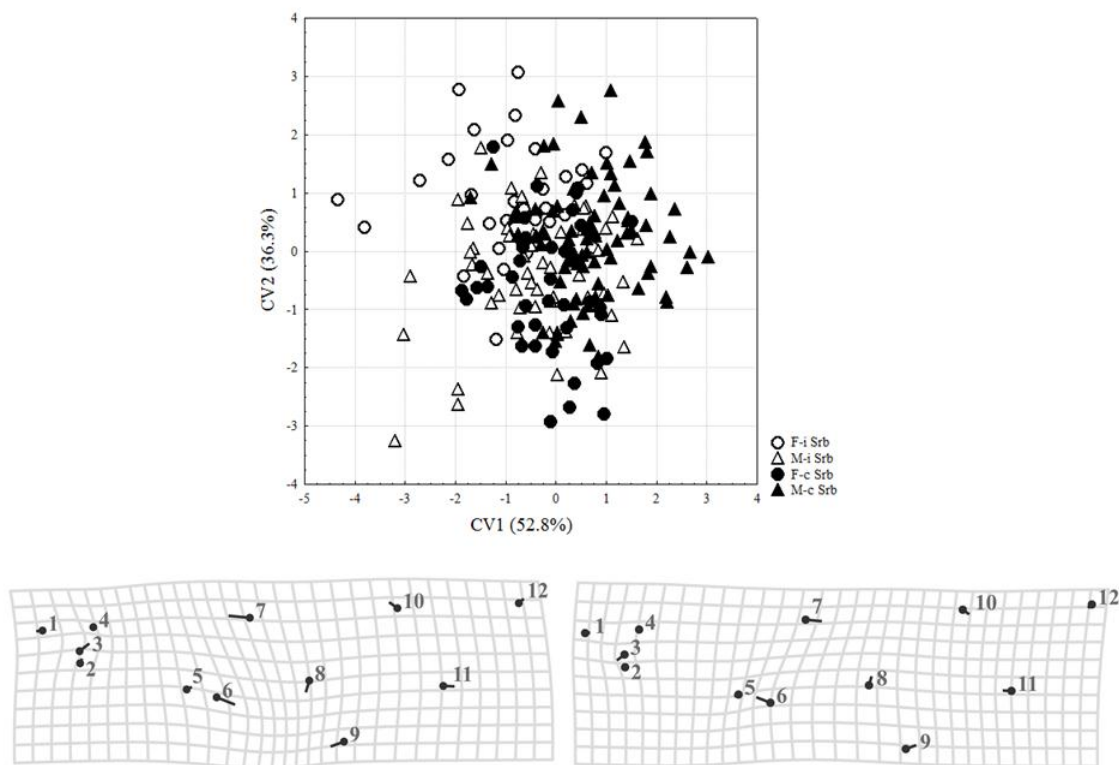 4
3
2
1
0
-1
-2
-3
-4
CV2 (36.3%)
-5 -4 -3 -2 -1 0 1 2 3 4
CV1 (52.8%)
F-i Srb
M-i Srb
F-c Srb
M-c Srb
1 2 3 4 5 6 7 8 9 10 11 12
1 2 3 4 5 6 7 8 9 10 11 12